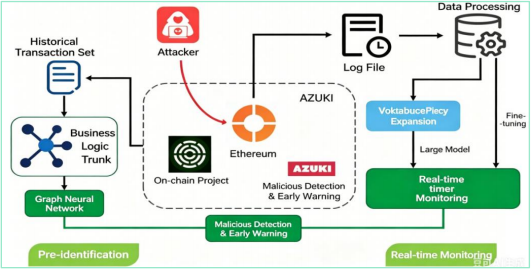 Historical
Transaction Set
Business
Logic
Trunk
Graph Neural
Network
Pre-identification
Attacker
AZUKI
Ethereum
On-chain Project
AZUKI
Malicious Detection
& Early Warning
Malicious Detection
& Early Warning
Log File
Data Processing
VoktabucePlecy
Expansion
Fine-
tuning
Large Model
Real-time
timer
Monitoring
Real-time Monitoring